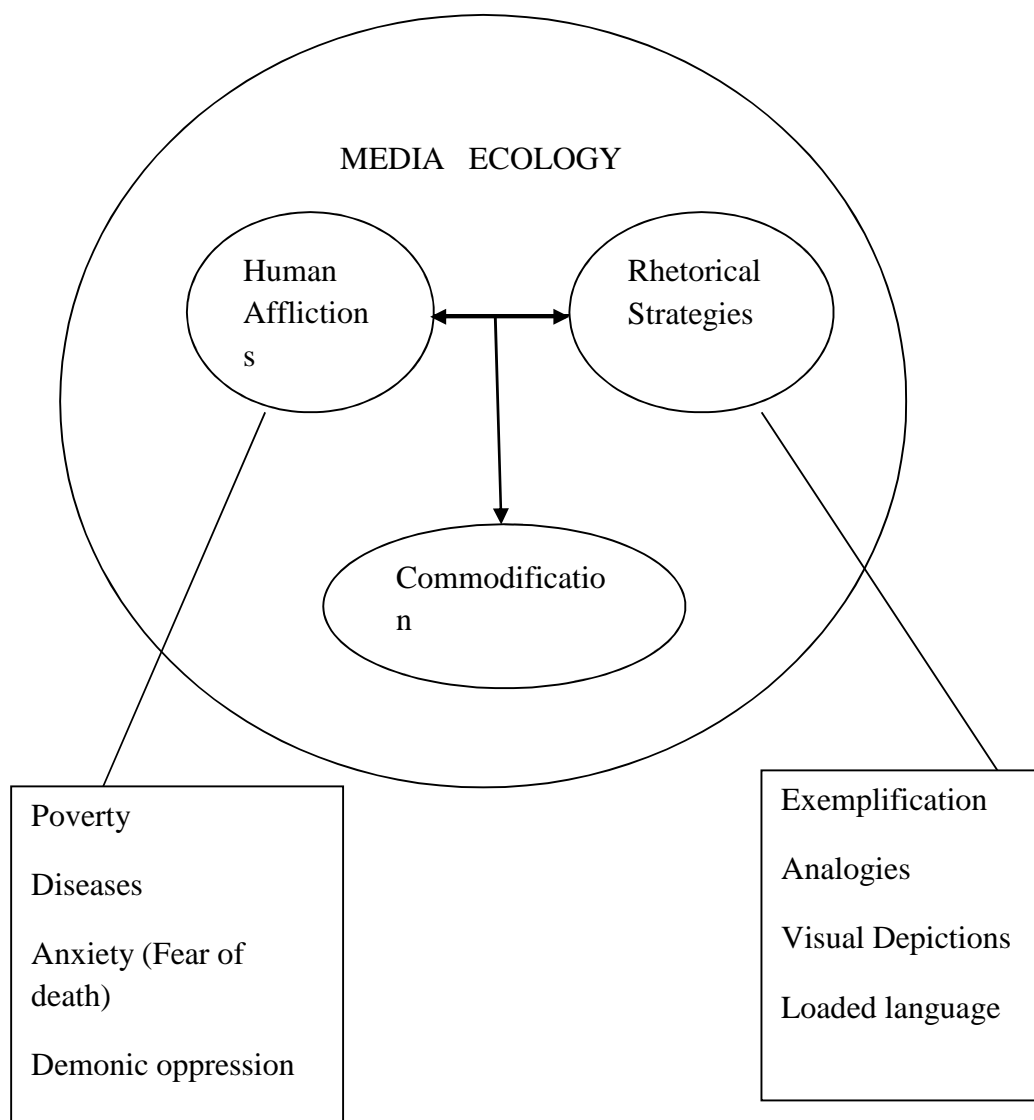 MEDIA ECOLOGY
Human
Affliction
s
Rhetorical
Strategies
Commodificatio
n
Poverty
Diseases
Anxiety (Fear of
death)
Demonic oppression
Exemplification
Analogies
Visual Depictions
Loaded language